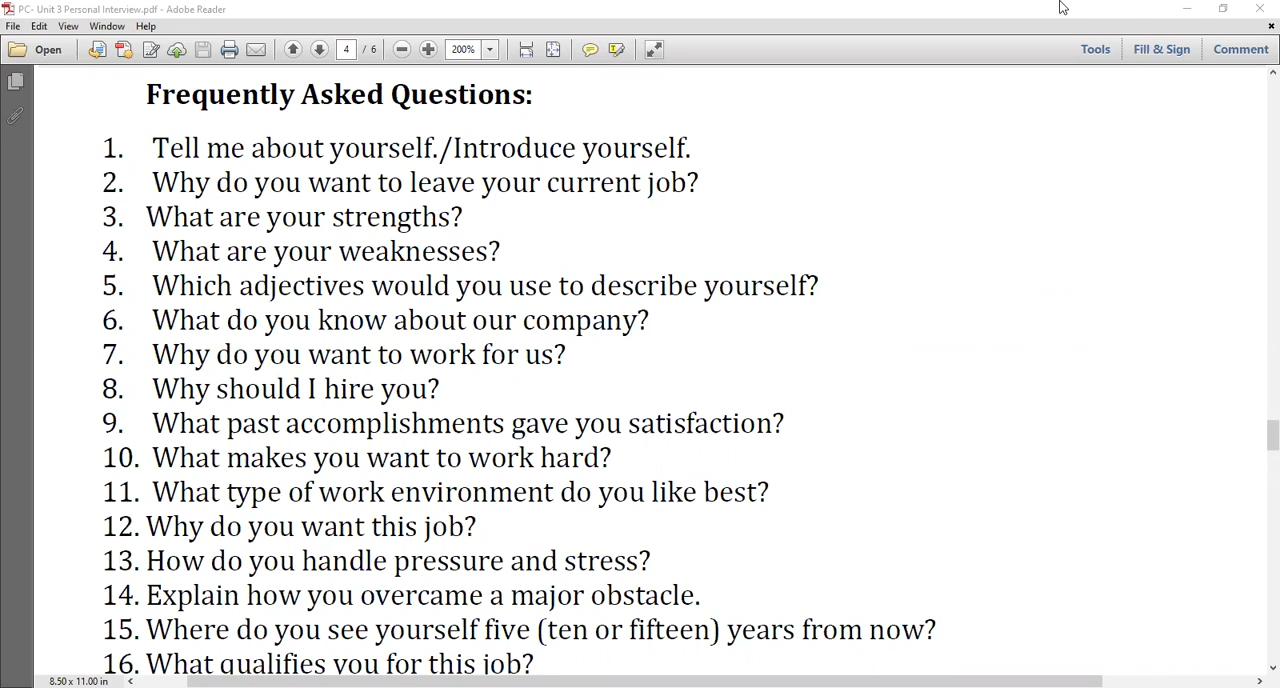 PC- Unit 3 Personal Interview.pdf - Adobe Reader
File Edit View Window Help
Open 4 / 6 200% Tools Fill & Sign Comment
Frequently Asked Questions:
1. Tell me about yourself./Introduce yourself.
2. Why do you want to leave your current job?
3. What are your strengths?
4. What are your weaknesses?
5. Which adjectives would you use to describe yourself?
6. What do you know about our company?
7. Why do you want to work for us?
8. Why should I hire you?
9. What past accomplishments gave you satisfaction?
10. What makes you want to work hard?
11. What type of work environment do you like best?
12. Why do you want this job?
13. How do you handle pressure and stress?
14. Explain how you overcame a major obstacle.
15. Where do you see yourself five (ten or fifteen) years from now?
16. What qualifies you for this job?
8.50 x 11.00 in